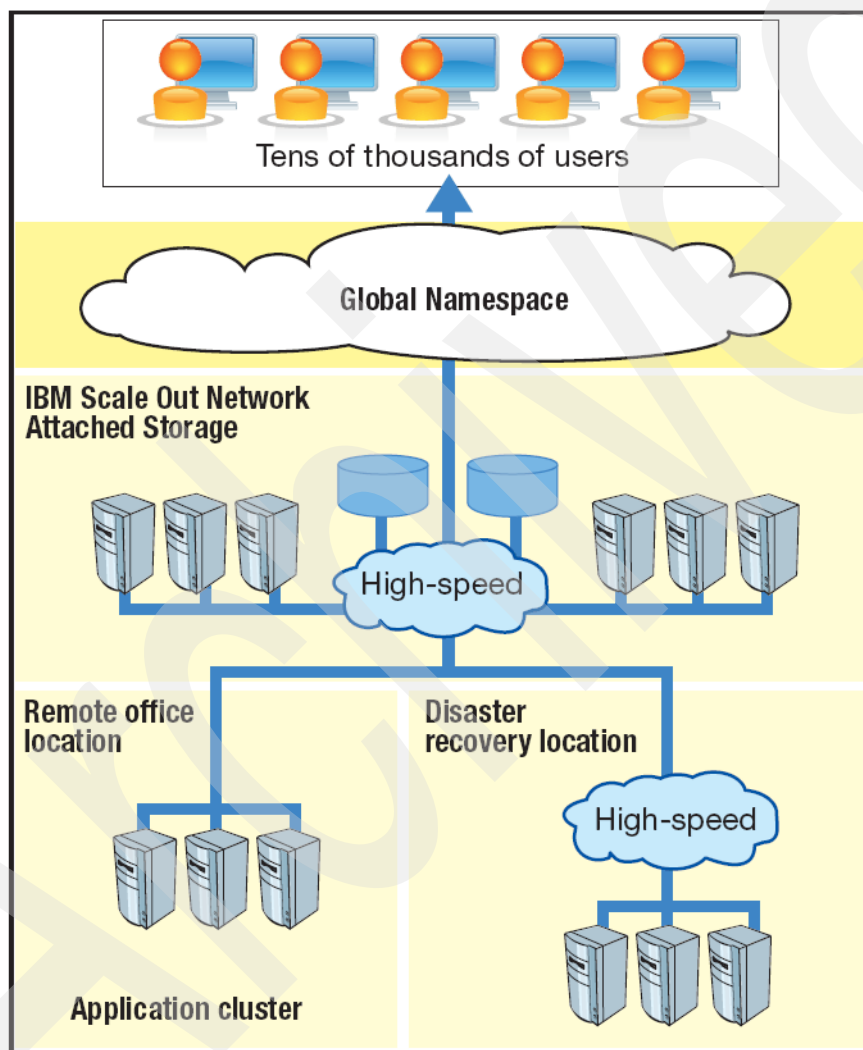 Tens of thousands of users
Global Namespace
IBM Scale Out Network
Attached Storage
High-speed
Remote office
location
Disaster
recovery location
High-speed
Application cluster
Archived